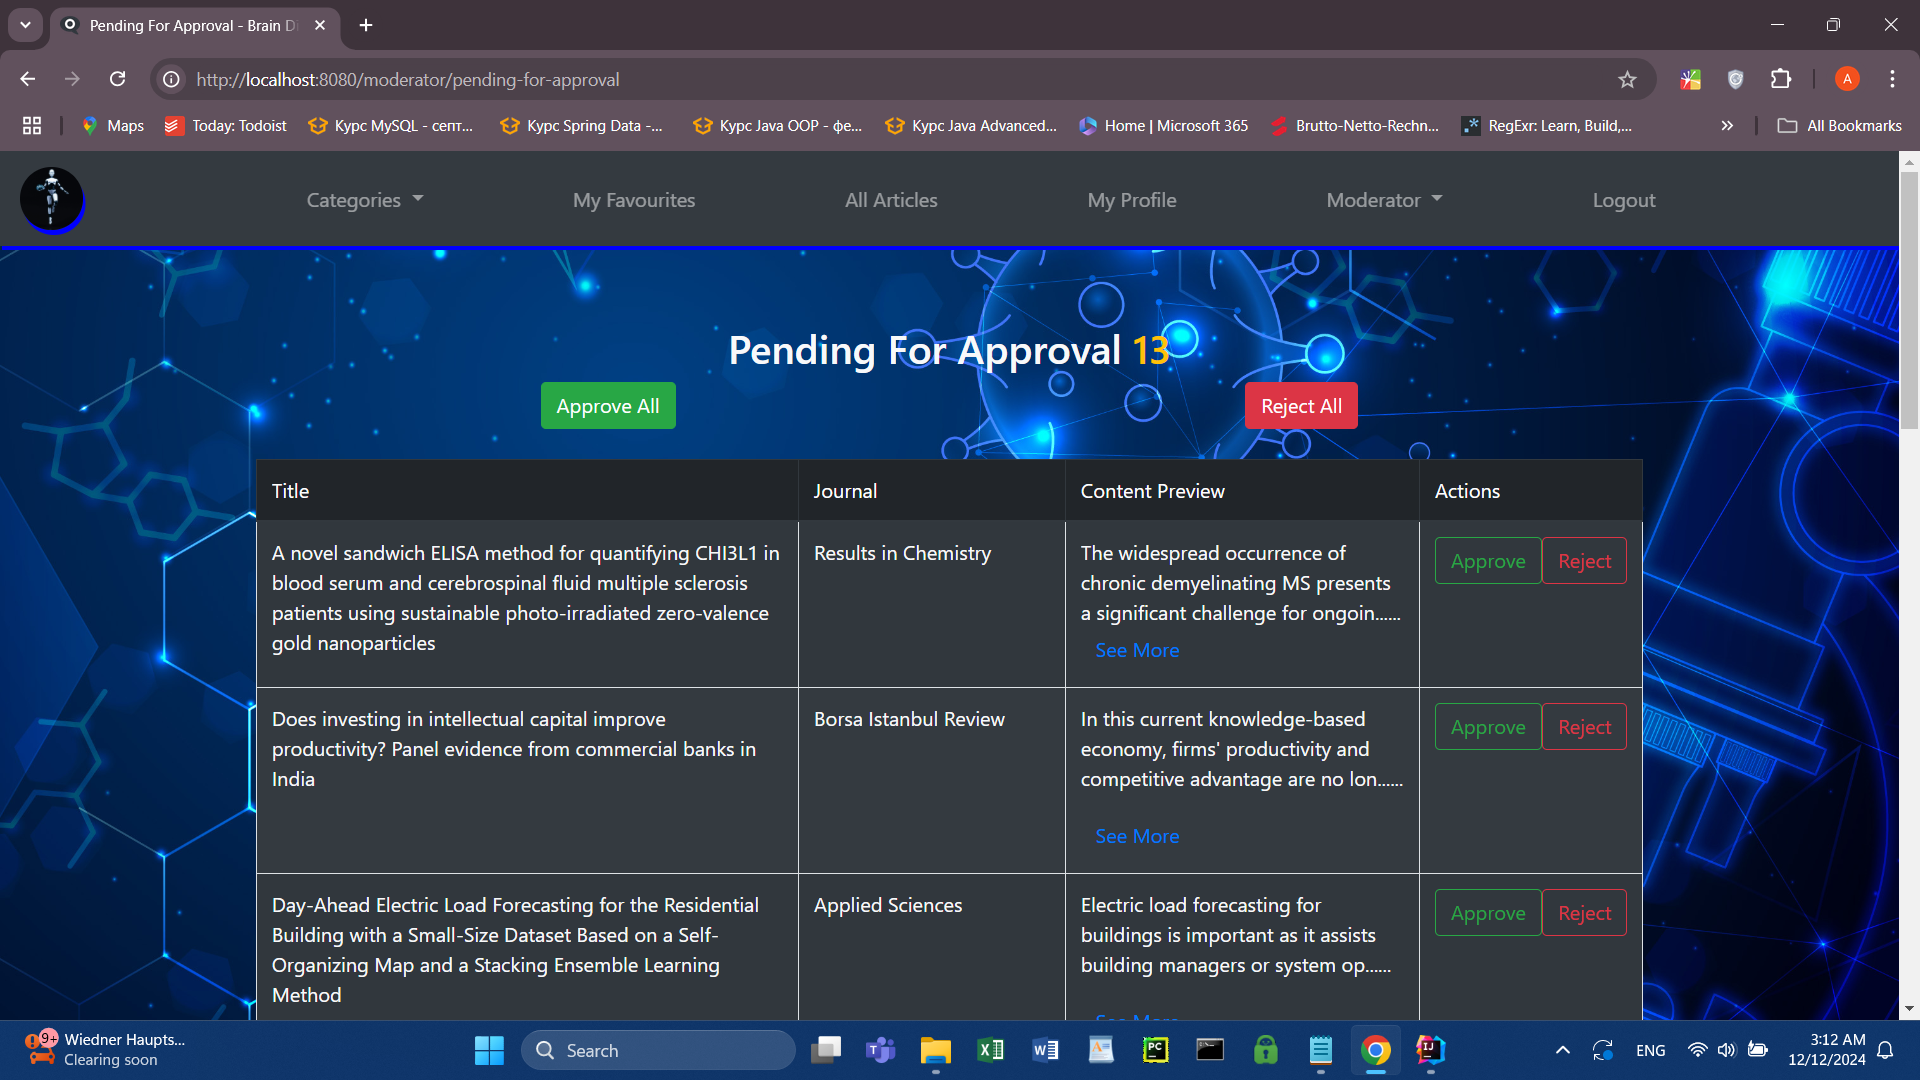 Pending For Approval - Brain Di
http://localhost:8080/moderator/pending-for-approval
A
Maps
Today: Todoist
Курс MySQL - септ...
Курс Spring Data -...
Курс Java OOP - фе...
Курс Java Advanced...
Home | Microsoft 365
Brutto-Netto-Rechn...
RegExr: Learn, Build,...
All Bookmarks
Categories
My Favourites
All Articles
My Profile
Moderator
Logout
Pending For Approval 13
Approve All
Reject All
Title
Journal
Content Preview
Actions
A novel sandwich ELISA method for quantifying CHI3L1 in
blood serum and cerebrospinal fluid multiple sclerosis
patients using sustainable photo-irradiated zero-valence
gold nanoparticles
Results in Chemistry
The widespread occurrence of
chronic demyelinating MS presents
a significant challenge for ongoin......
See More
Approve
Reject
Does investing in intellectual capital improve
productivity? Panel evidence from commercial banks in
India
Borsa Istanbul Review
In this current knowledge-based
economy, firms' productivity and
competitive advantage are no lon......
See More
Approve
Reject
Day-Ahead Electric Load Forecasting for the Residential
Building with a Small-Size Dataset Based on a Self-
Organizing Map and a Stacking Ensemble Learning
Method
Applied Sciences
Electric load forecasting for
buildings is important as it assists
building managers or system op......
See More
Approve
Reject
9+
Wiedner Haupts...
Clearing soon
Search
PC
IJ
ENG
3:12 AM
12/12/2024